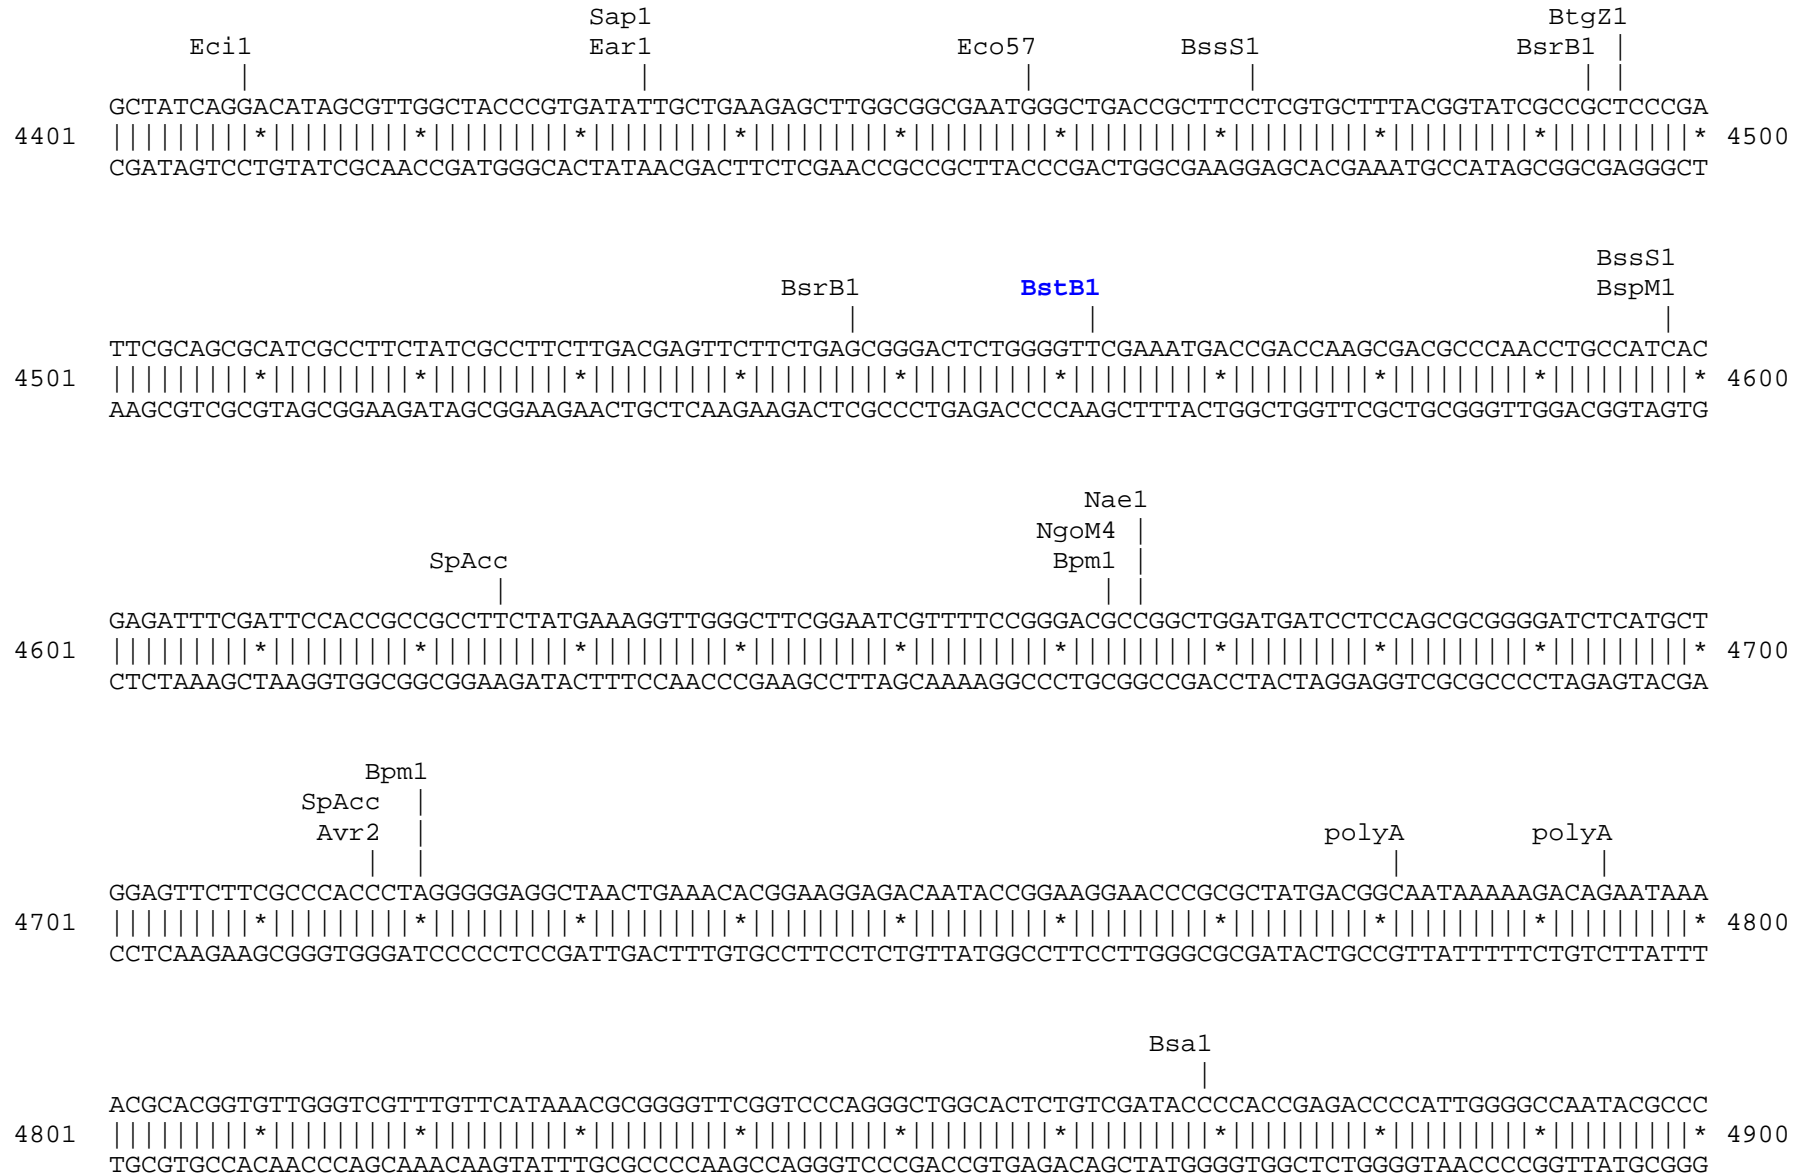 Sap1 BtgZ1
Eci1 Ear1 Eco57 BssS1 BsrB1 |
| | | | | |
GCTATCAGGACATAGCGTTGGCTACCCGTGATATTGCTGAAGAGCTTGGCGGCGAATGGGCTGACCGCTTCCTCGTGCTTTACGGTATCGCCGCTCCCGA
4401 |||||||||*|||||||||*|||||||||*|||||||||*|||||||||*|||||||||*|||||||||*|||||||||*|||||||||*|||||||||* 4500
CGATAGTCCTGTATCGCAACCGATGGGCACTATAACGACTTCTCGAACCGCCGCTTACCCGACTGGCGAAGGAGCACGAAATGCCATAGCGGCGAGGGCT
BssS1
BsrB1 BstB1 BspM1
| | |
TTCGCAGCGCATCGCCTTCTATCGCCTTCTTGACGAGTTCTTCTGAGCGGGACTCTGGGGTTCGAAATGACCGACCAAGCGACGCCCAACCTGCCATCAC
4501 |||||||||*|||||||||*|||||||||*|||||||||*|||||||||*|||||||||*|||||||||*|||||||||*|||||||||*|||||||||* 4600
AAGCGTCGCGTAGCGGAAGATAGCGGAAGAACTGCTCAAGAAGACTCGCCCTGAGACCCCAAGCTTTACTGGCTGGTTCGCTGCGGGTTGGACGGTAGTG
Nae1
NgoM4 |
SpAcc Bpm1 |
| | |
GAGATTTCGATTCCACCGCCGCCTTCTATGAAAGGTTGGGCTTCGGAATCGTTTTCCGGGACGCCGGCTGGATGATCCTCCAGCGCGGGGATCTCATGCT
4601 |||||||||*|||||||||*|||||||||*|||||||||*|||||||||*|||||||||*|||||||||*|||||||||*|||||||||*|||||||||* 4700
CTCTAAAGCTAAGGTGGCGGCGGAAGATACTTTCCAACCCGAAGCCTTAGCAAAAGGCCCTGCGGCCGACCTACTAGGAGGTCGCGCCCCTAGAGTACGA
Bpm1
SpAcc |
Avr2 | polyA polyA
| | | |
GGAGTTCTTCGCCCACCCTAGGGGGAGGCTAACTGAAACACGGAAGGAGACAATACCGGAAGGAACCCGCGCTATGACGGCAATAAAAAGACAGAATAAA
4701 |||||||||*|||||||||*|||||||||*|||||||||*|||||||||*|||||||||*|||||||||*|||||||||*|||||||||*|||||||||* 4800
CCTCAAGAAGCGGGTGGGATCCCCCTCCGATTGACTTTGTGCCTTCCTCTGTTATGGCCTTCCTTGGGCGCGATACTGCCGTTATTTTTCTGTCTTATTT
Bsa1
|
ACGCACGGTGTTGGGTCGTTTGTTCATAAACGCGGGGTTCGGTCCCAGGGCTGGCACTCTGTCGATACCCCACCGAGACCCCATTGGGGCCAATACGCCC
4801 |||||||||*|||||||||*|||||||||*|||||||||*|||||||||*|||||||||*|||||||||*|||||||||*|||||||||*|||||||||* 4900
TGCGTGCCACAACCCAGCAAACAAGTATTTGCGCCCCAAGCCAGGGTCCCGACCGTGAGACAGCTATGGGGTGGCTCTGGGGTAACCCCGGTTATGCGGG